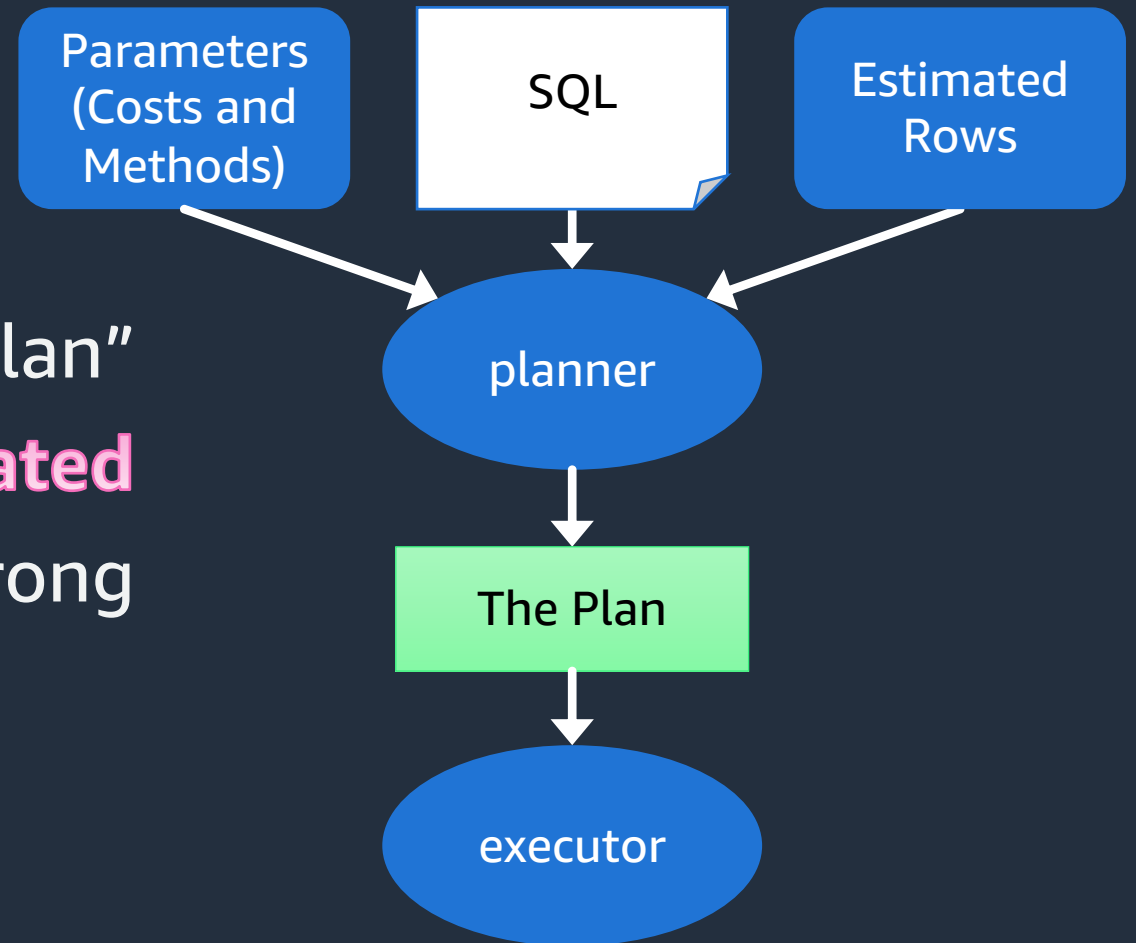 Parameters
(Costs and
Methods)
SQL
Estimated
Rows
lan”
ated
rong
planner
The Plan
executor